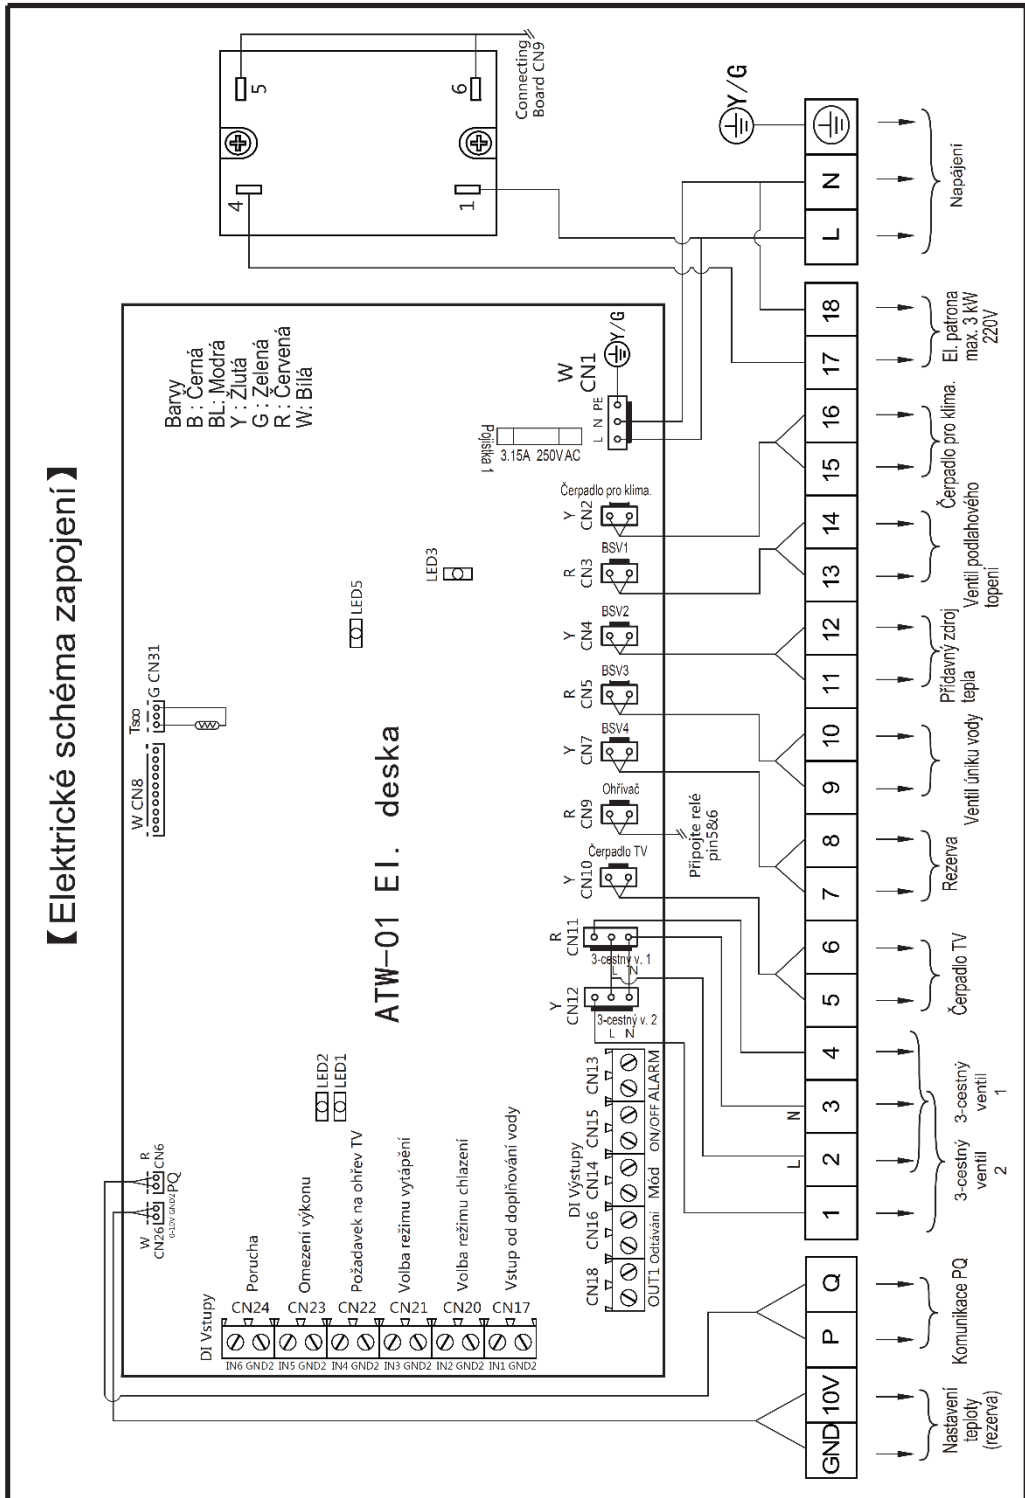 【Elektrické schéma zapojení】
5
6
4
1
Connecting
Board CN9
Barvy
B : Černá
BL: Modrá
Y : Žlutá
G : Zelená
R : Červená
W: Bílá
ATW-01 El. deska
W CN8
Tsco
G CN31
LED5
LED3
LED2
LED1
W
CN26
0-10V GND2
R
CN6
PQ
DI Vstupy
CN24
CN23
CN22
CN21
CN20
CN17
IN6 GND2
IN5 GND2
IN4 GND2
IN3 GND2
IN2 GND2
IN1 GND2
Porucha
Omezení výkonu
Požadavek na ohřev TV
Volba režimu vytápění
Volba režimu chlazení
Vstup od doplňování vody
DI Výstupy
CN18
CN16
CN14
CN15
CN13
OUT1
Odtávání
Mód
ON/OFF
ALARM
Y
CN12
3-cestný v. 2
L N
R
CN11
3-cestný v. 1
L N
Y
CN10
Čerpadlo TV
R
CN9
Ohřívač
Připojte relé
pin5&6
Y
CN7
BSV4
R
CN5
BSV3
Y
CN4
BSV2
R
CN3
BSV1
Y
CN2
Čerpadlo pro klima.
Pojistka 1
3.15A 250VAC
W
CN1
L N PE
Y/G
Y/G
GND
10V
P
Q
1
2
3
4
5
6
7
8
9
10
11
12
13
14
15
16
17
18
L
N
L
N
Nastavení
teploty
(rezerva)
Komunikace PQ
3-cestný
ventil
2
3-cestný
ventil
1
Čerpadlo TV
Rezerva
Ventil úniku vody
Přídavný zdroj
tepla
Ventil podlahového
topení
Čerpadlo pro klima.
El. patrona
max. 3 kW
220V
Napájení